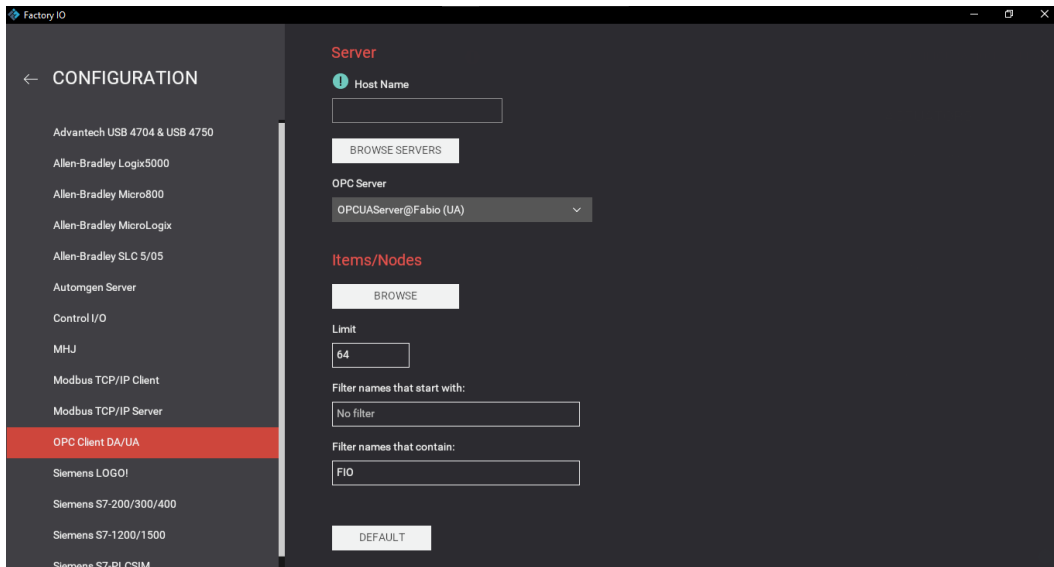 Factory IO
CONFIGURATION
Advantech USB 4704 & USB 4750
Allen-Bradley Logix5000
Allen-Bradley Micro800
Allen-Bradley MicroLogix
Allen-Bradley SLC 5/05
Automgen Server
Control I/O
MHJ
Modbus TCP/IP Client
Modbus TCP/IP Server
OPC Client DA/UA
Siemens LOGO!
Siemens S7-200/300/400
Siemens S7-1200/1500
Siemens S7-PLCSIM
Server
Host Name
BROWSE SERVERS
OPC Server
OPCUAServer@Fabio (UA)
Items/Nodes
BROWSE
Limit
64
Filter names that start with:
No filter
Filter names that contain:
FIO
DEFAULT